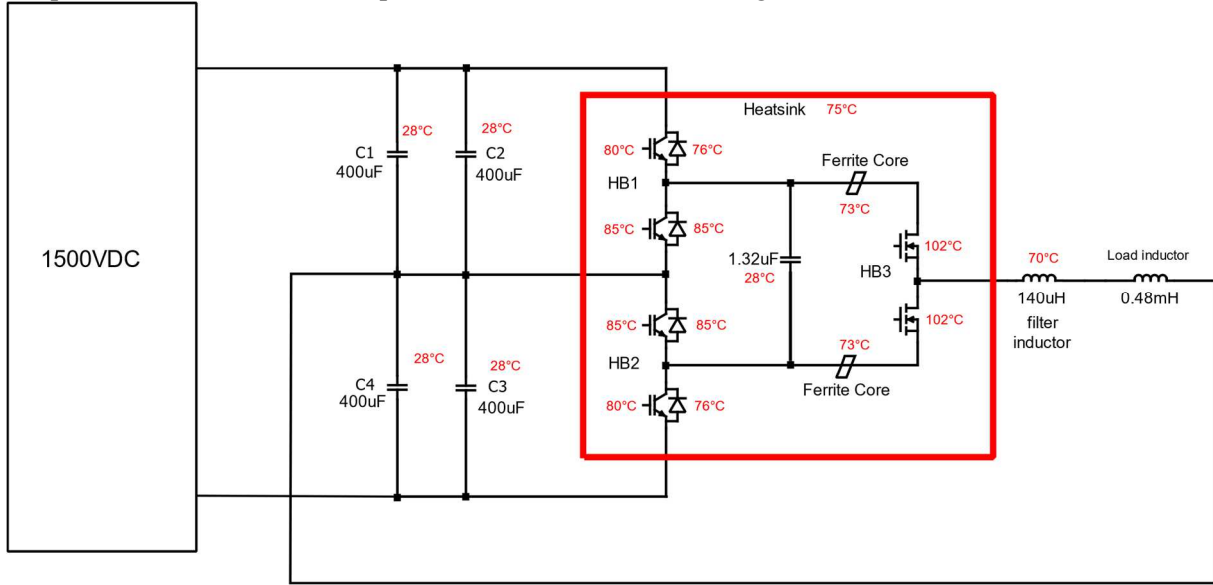 1500VDC
28°C
C1
400uF
28°C
C2
400uF
28°C
C4
400uF
28°C
C3
400uF
Heatsink 75°C
80°C
76°C
HB1
85°C
85°C
85°C
85°C
HB2
80°C
76°C
1.32uF
28°C
Ferrite Core
73°C
73°C
Ferrite Core
102°C
HB3
102°C
70°C
140uH
filter
inductor
Load inductor
0.48mH